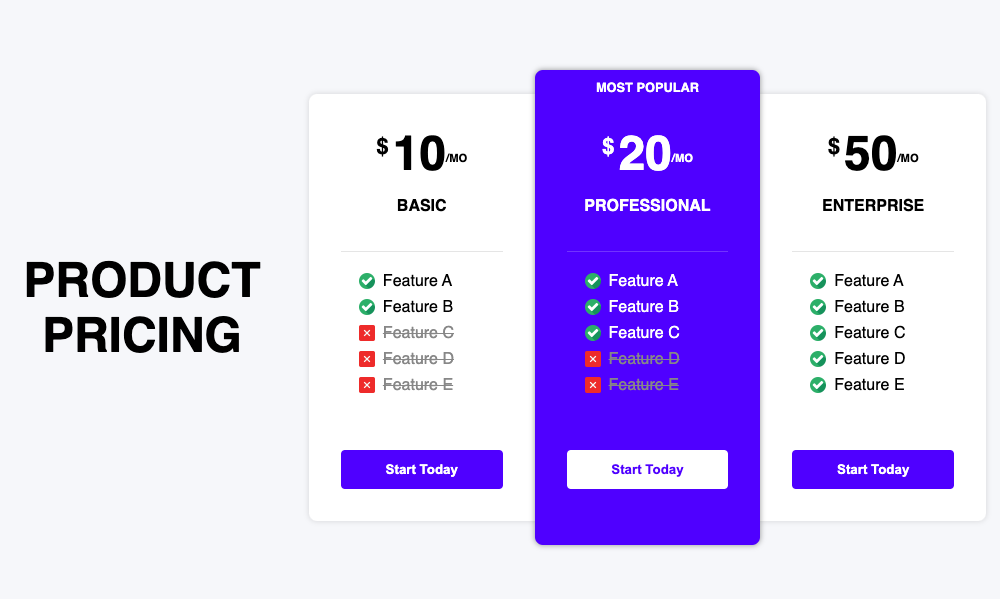 PRODUCT
PRICING
$10/MO
BASIC
Feature A
Feature B
Feature C
Feature D
Feature E
Start Today
MOST POPULAR
$20/MO
PROFESSIONAL
Feature A
Feature B
Feature C
Feature D
Feature E
Start Today
$50/MO
ENTERPRISE
Feature A
Feature B
Feature C
Feature D
Feature E
Start Today